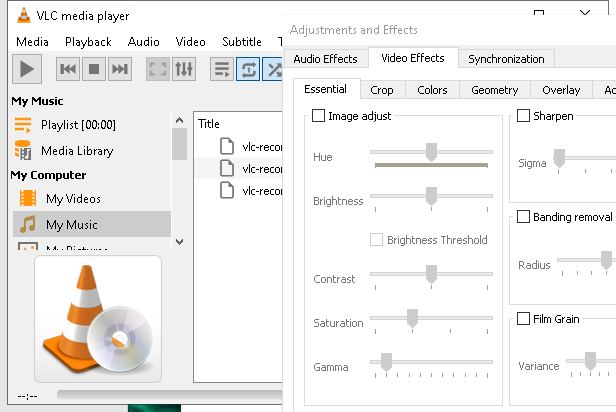 VLC media player
Media Playback Audio Video Subtitle T
My Music
Playlist [00:00]
Media Library
My Computer
My Videos
My Music
My Pictures
Title
vlc-recor
vlc-recor
vlc-recor
--:--
Adjustments and Effects
Audio Effects Video Effects Synchronization
Essential Crop Colors Geometry Overlay
Image adjust
Hue
Brightness
Brightness Threshold
Contrast
Saturation
Gamma
Sharpen
Sigma
Banding removal
Radius
Film Grain
Variance